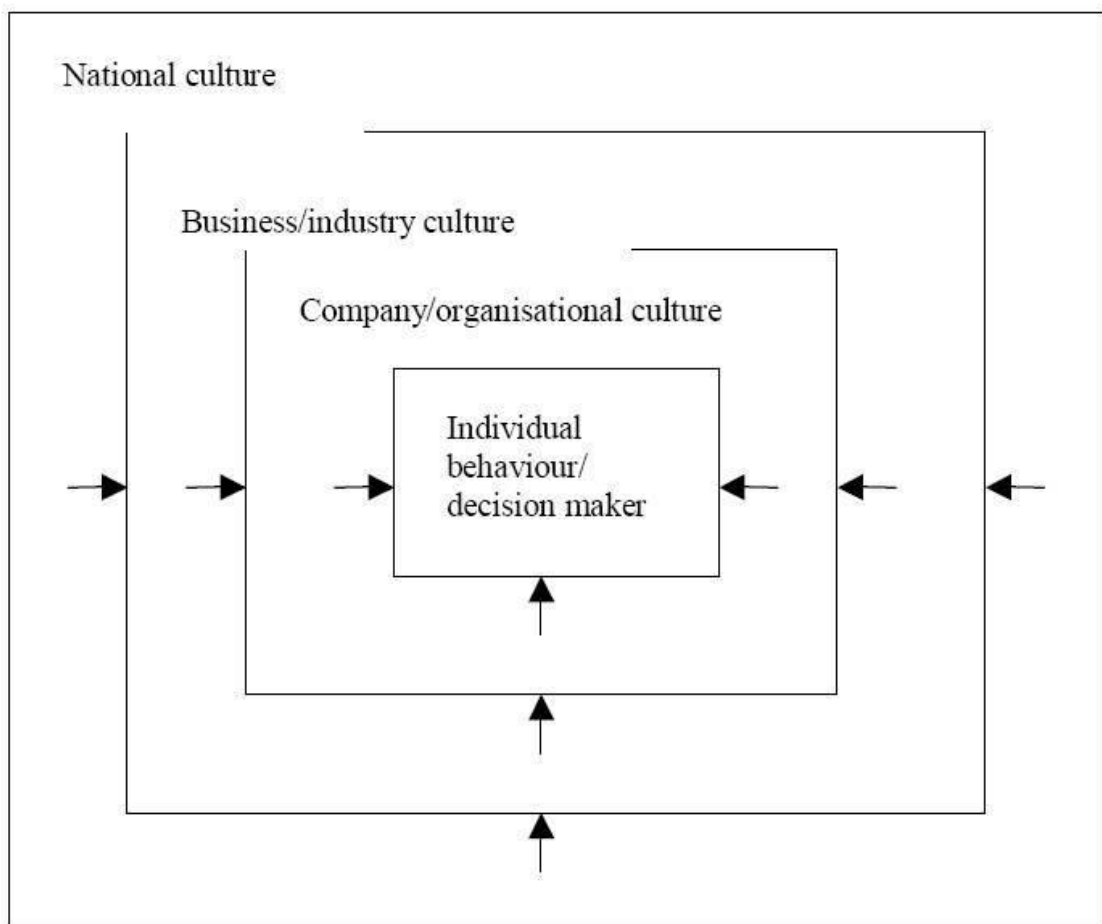 National culture
Business/industry culture
Company/organisational culture
Individual
behaviour/
decision maker